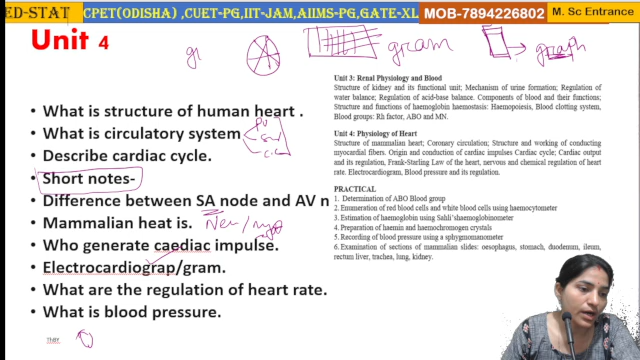 ED-STAT
CPET(ODISHA) ,CUET-PG,IIT-JAM,AIIMS-PG,GATE-XL
MOB-7894226802
M. Sc Entrance
Unit 4
gram
graph
• What is structure of human heart .
• What is circulatory system
• Describe cardiac cycle.
• Short notes-
• Difference between SA node and AV n
• Mammalian heat is.
• Who generate caediac impulse.
• Electrocardiograp/gram.
• What are the regulation of heart rate.
• What is blood pressure.
Unit 3: Renal Physiology and Blood
Structure of kidney and its functional unit; Mechanism of urine formation; Regulation of
water balance; Regulation of acid-base balance. Components of blood and their functions;
Structure and functions of haemoglobin haemostasis: Haemopoiesis, Blood clotting system,
Blood groups: Rh factor, ABO and MN.
Unit 4: Physiology of Heart
Structure of mammalian heart; Coronary circulation; Structure and working of conducting
myocardial fibers. Origin and conduction of cardiac impulses Cardiac cycle; Cardiac
output and its regulation, Frank-Starling Law of the heart, nervous and chemical regulation of heart
rate. Electrocardiogram, Blood pressure and its regulation.
PRACTICAL
1. Determination of ABO Blood group
2. Enumeration of red blood cells and white blood cells using haemocytometer
3. Estimation of haemoglobin using Sahli'shaemoglobinometer
4. Preparation of haemin and haemochromogen crystals
5. Recording of blood pressure using a sphygmomanometer
6. Examination of sections of mammalian slides: oesophagus, stomach, duodenum, ileum,
rectum liver, trachea, lung, kidney.